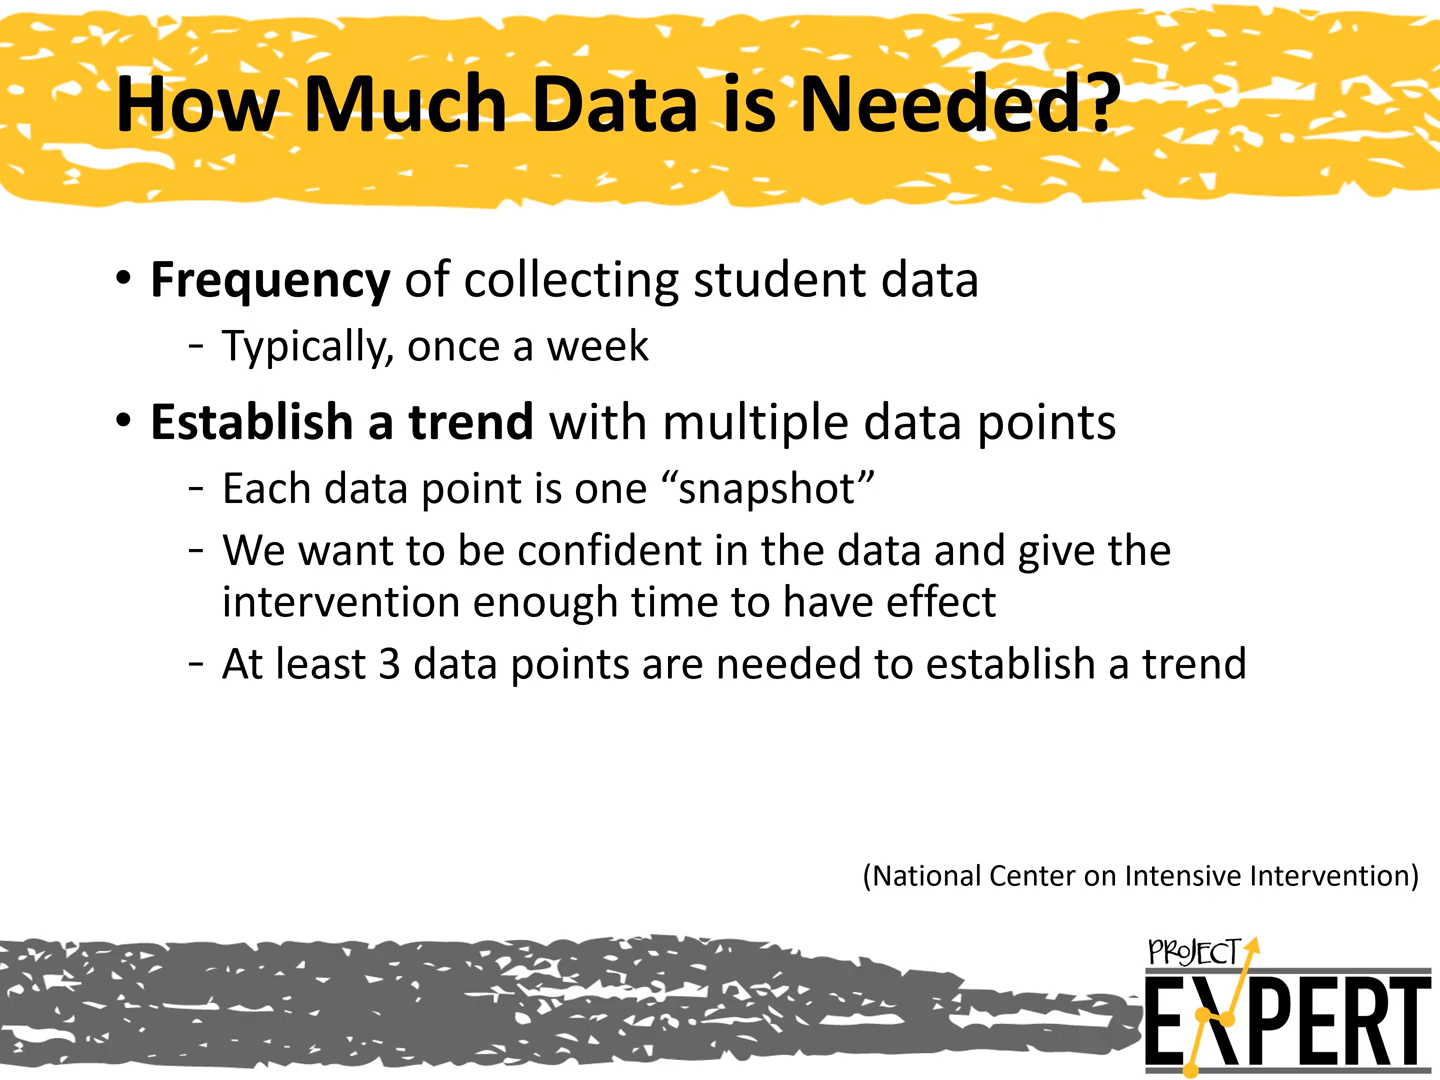 How Much Data is Needed?
• Frequency of collecting student data
- Typically, once a week
• Establish a trend with multiple data points
- Each data point is one “snapshot”
- We want to be confident in the data and give the
intervention enough time to have effect
- At least 3 data points are needed to establish a trend
(National Center on Intensive Intervention)
PROJECT
EXPERT